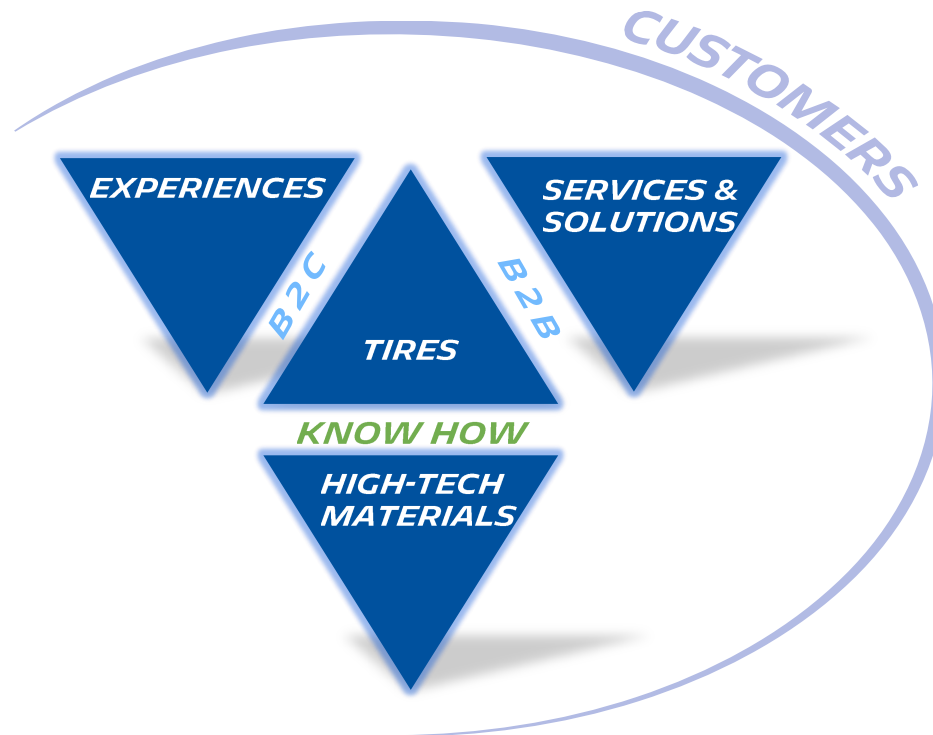 CUSTOMERS
EXPERIENCES
SERVICES &
SOLUTIONS
B2C
B2B
TIRES
KNOW HOW
HIGH-TECH
MATERIALS